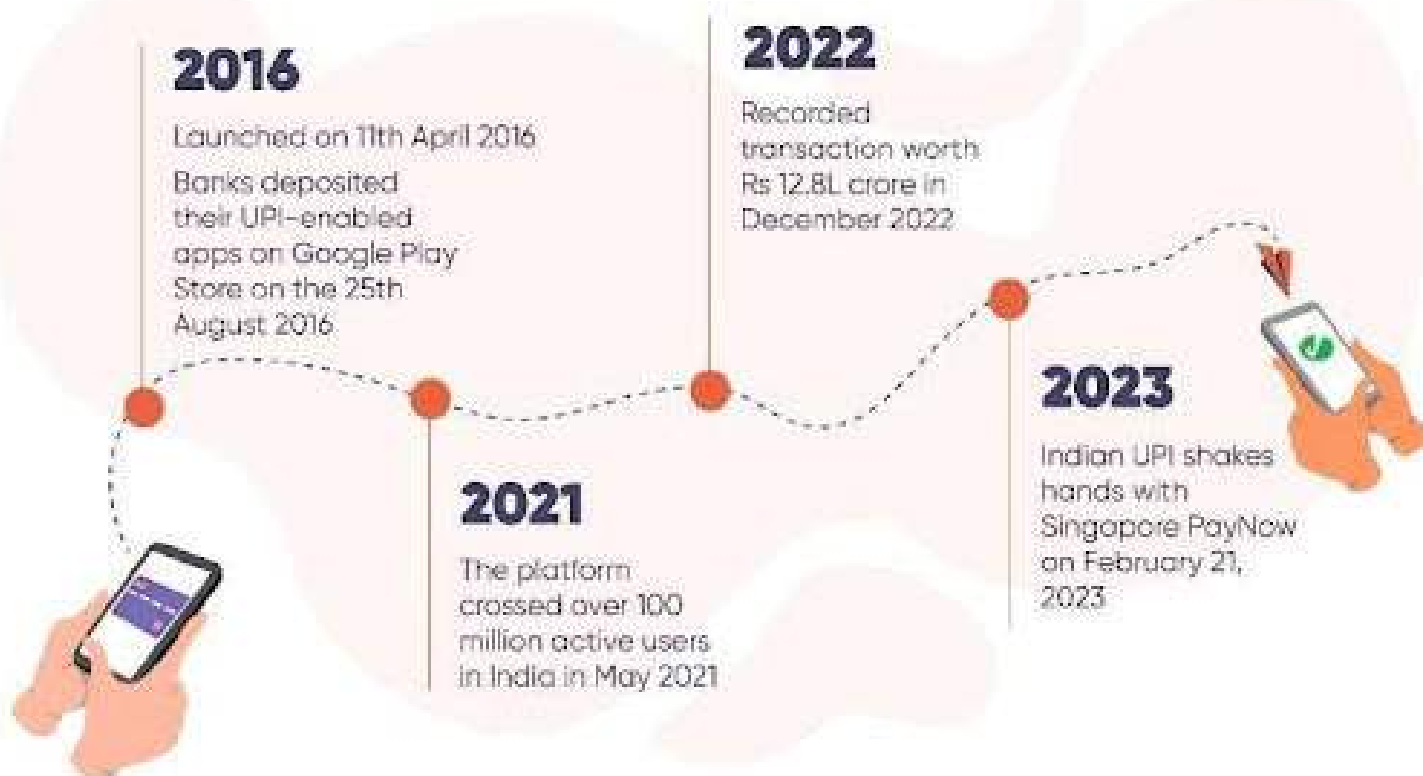 2016
Launched on 11th April 2016
Banks deposited
their UPI-enabled
apps on Google Play
Store on the 25th
August 2016
2021
The platform
crossed over 100
million active users
in India in May 2021
2022
Recorded
transaction worth
Rs 12.8L crore in
December 2022
2023
Indian UPI shakes
hands with
Singapore PayNow
on February 21,
2023